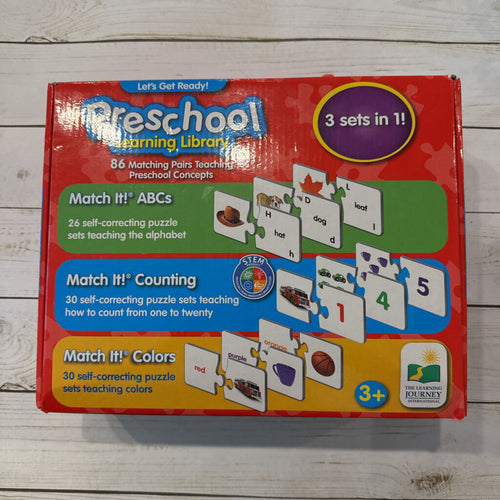 Let's Get Ready!
Preschool
Learning Library
86 Matching Pairs Teaching
Preschool Concepts
3 sets in 1!
Match It!® ABCs
26 self-correcting puzzle
sets teaching the alphabet
H
hat
h
D
dog
d
L
leaf
l
Match It!® Counting
30 self-correcting puzzle sets teaching
how to count from one to twenty
STEM
1
4
5
Match It!® Colors
30 self-correcting puzzle
sets teaching colors
red
purple
orange
3+
THE LEARNING
JOURNEY
INTERNATIONAL